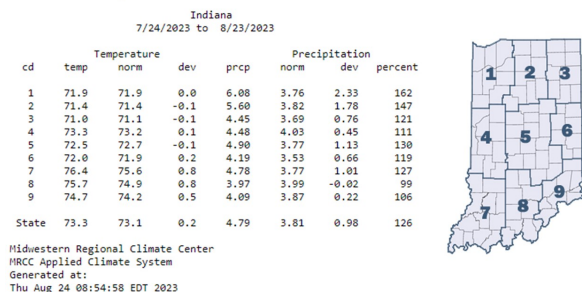 Indiana
7/24/2023 to 8/23/2023
Temperature Precipitation
cd temp norm dev prcp norm dev percent
1 71.9 71.9 0.0 6.08 3.76 2.33 162
2 71.4 71.4 -0.1 5.60 3.82 1.78 147
3 71.0 71.1 -0.1 4.45 3.69 0.76 121
4 73.3 73.2 0.1 4.48 4.03 0.45 111
5 72.5 72.7 -0.1 4.90 3.77 1.13 130
6 72.0 71.9 0.2 4.19 3.53 0.66 119
7 76.4 75.6 0.8 4.78 3.77 1.01 127
8 75.7 74.9 0.8 3.97 3.99 -0.02 99
9 74.7 74.2 0.5 4.09 3.87 0.22 106
State 73.3 73.1 0.2 4.79 3.81 0.98 126
Midwestern Regional Climate Center
MRCC Applied Climate System
Generated at:
Thu Aug 24 08:54:58 EDT 2023
1 2 3
4 5 6
7 8 9